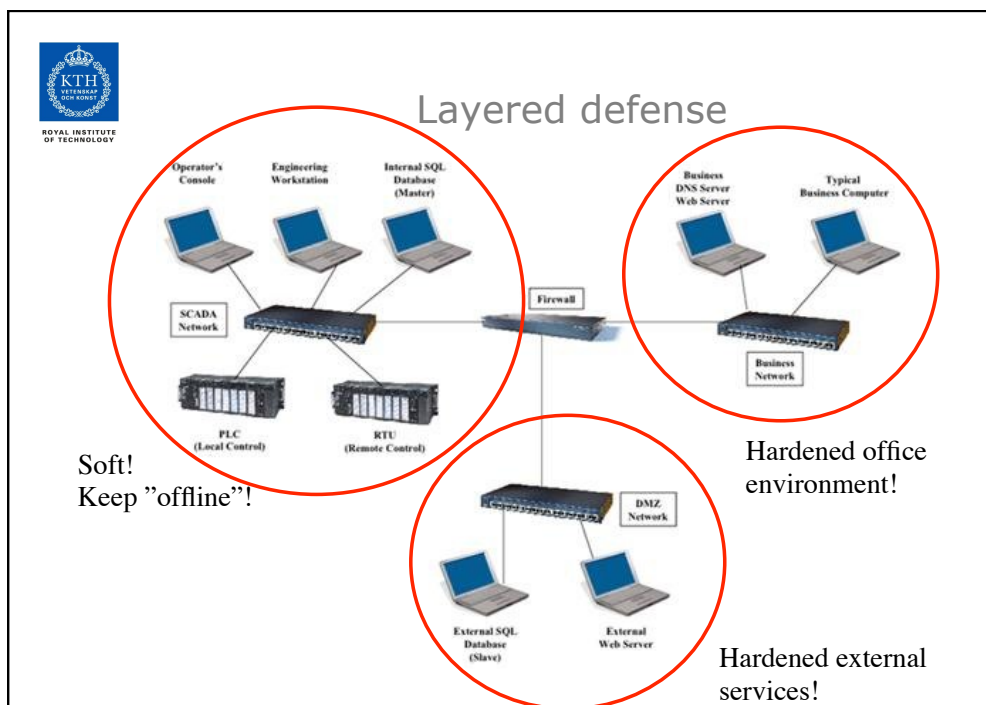 KTH
VETENSKAP
OCH KONST
ROYAL INSTITUTE
OF TECHNOLOGY
Layered defense
Operator's
Console
Engineering
Workstation
Internal SQL
Database
(Master)
Business
DNS Server
Web Server
Typical
Business Computer
SCADA
Network
Firewall
Business
Network
PLC
(Local Control)
RTU
(Remote Control)
Soft!
Keep ”offline”!
Hardened office
environment!
DMZ
Network
External SQL
Database
(Slave)
External
Web Server
Hardened external
services!